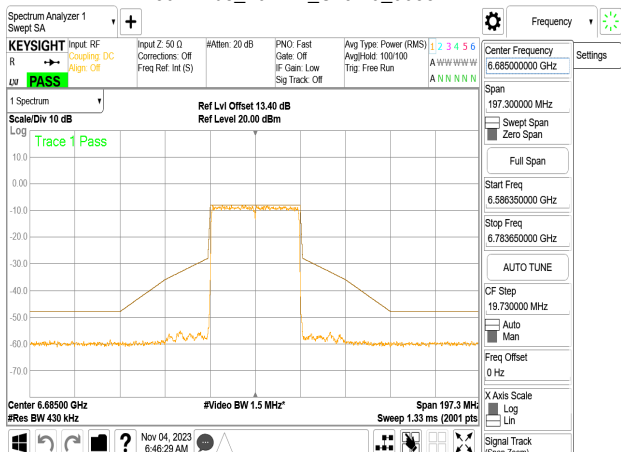 Spectrum Analyzer 1
Swept SA
Frequency
KEYSIGHT
R
LXI
PASS
Input: RF
Coupling: DC
Align: Off
Input Z: 50 Ω
Corrections: Off
Freq Ref: Int (S)
#Atten: 20 dB
PNO: Fast
Gate: Off
IF Gain: Low
Sig Track: Off
Avg Type: Power (RMS)
Avg|Hold: 100/100
Trig: Free Run
1 2 3 4 5 6
A W W W W W
A N N N N N
Center Frequency
6.685000000 GHz
Settings
Span
197.300000 MHz
Swept Span
Zero Span
Full Span
Start Freq
6.586350000 GHz
Stop Freq
6.783650000 GHz
AUTO TUNE
CF Step
19.730000 MHz
Auto
Man
Freq Offset
0 Hz
X Axis Scale
Log
Lin
Signal Track
(Span Zoom)
1 Spectrum
Scale/Div 10 dB
Ref Lvl Offset 13.40 dB
Ref Level 20.00 dBm
Log
Trace 1 Pass
10.0
0.00
-10.0
-20.0
-30.0
-40.0
-50.0
-60.0
-70.0
Center 6.68500 GHz
#Video BW 1.5 MHz*
Span 197.3 MHz
#Res BW 430 kHz
Sweep 1.33 ms (2001 pts)
?
Nov 04, 2023
6:46:29 AM